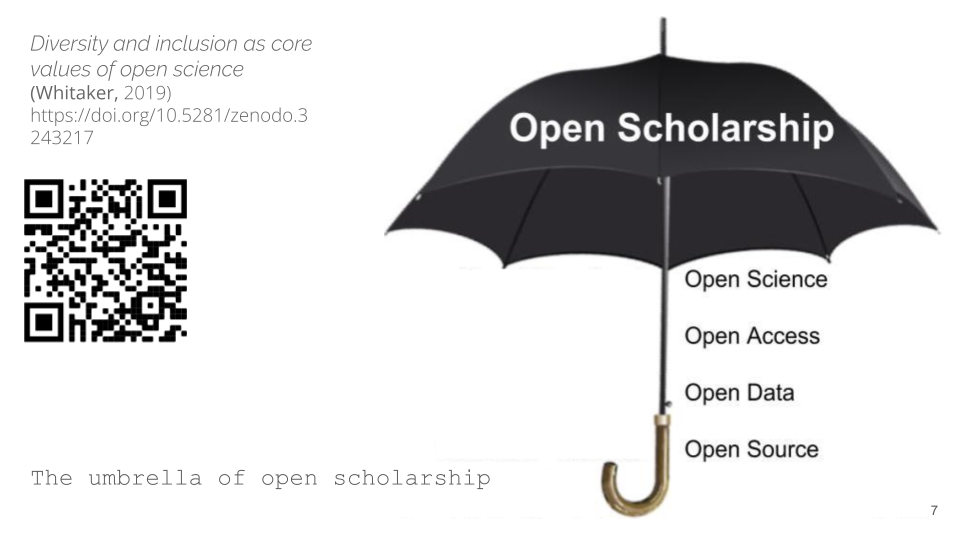 Diversity and inclusion as core
values of open science
(Whitaker, 2019)
https://doi.org/10.5281/zenodo.3
243217
Open Scholarship
Open Science
Open Access
Open Data
Open Source
The umbrella of open scholarship
7